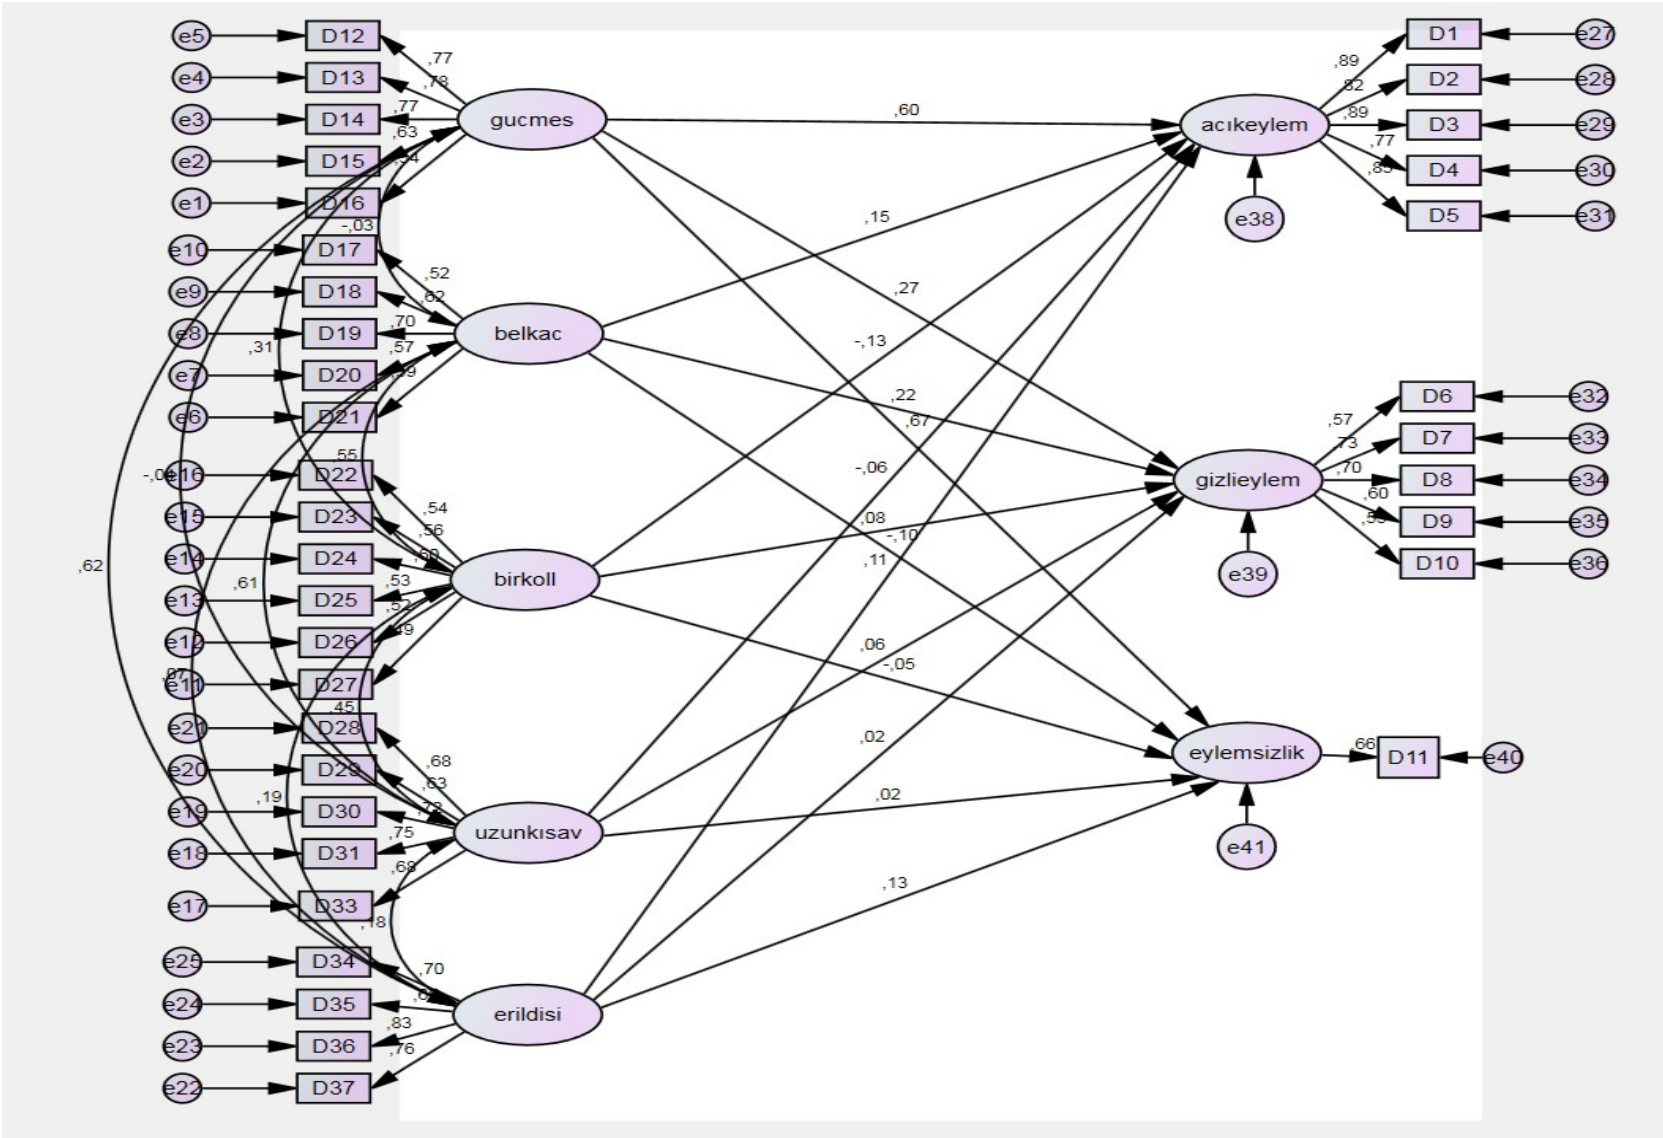 e5 D12
e4 D13
e3 D14
e2 D15
e1 D16
,77
,78
,77
,63
gucmes
-,03
e10 D17
e9 D18
e8 D19
e7 D20
e6 D21
,52
,62
,70
,57
belkac
,31
,55
e16 D22
e15 D23
e14 D24
e13 D25
e12 D26
e11 D27
,54
,56
,53
,52
birkoll
,62
,61
,45
e21 D28
e20 D29
e19 D30
e18 D31
e17 D33
,68
,63
,75
,68
uzunkısav
,19
,18
e25 D34
e24 D35
e23 D36
e22 D37
,70
,83
,76
erildisi
,60
,15
,27
-,13
,22
,67
-,06
,08
-,10
,11
,06
-,05
,02
,02
,13
acıkeylem
e38
,89
,82
,89
,77
D1 e27
D2 e28
D3 e29
D4 e30
D5 e31
gizlieylem
e39
,57
,73
,70
,60
D6 e32
D7 e33
D8 e34
D9 e35
D10 e36
eylemsizlik
e41
,66
D11 e40